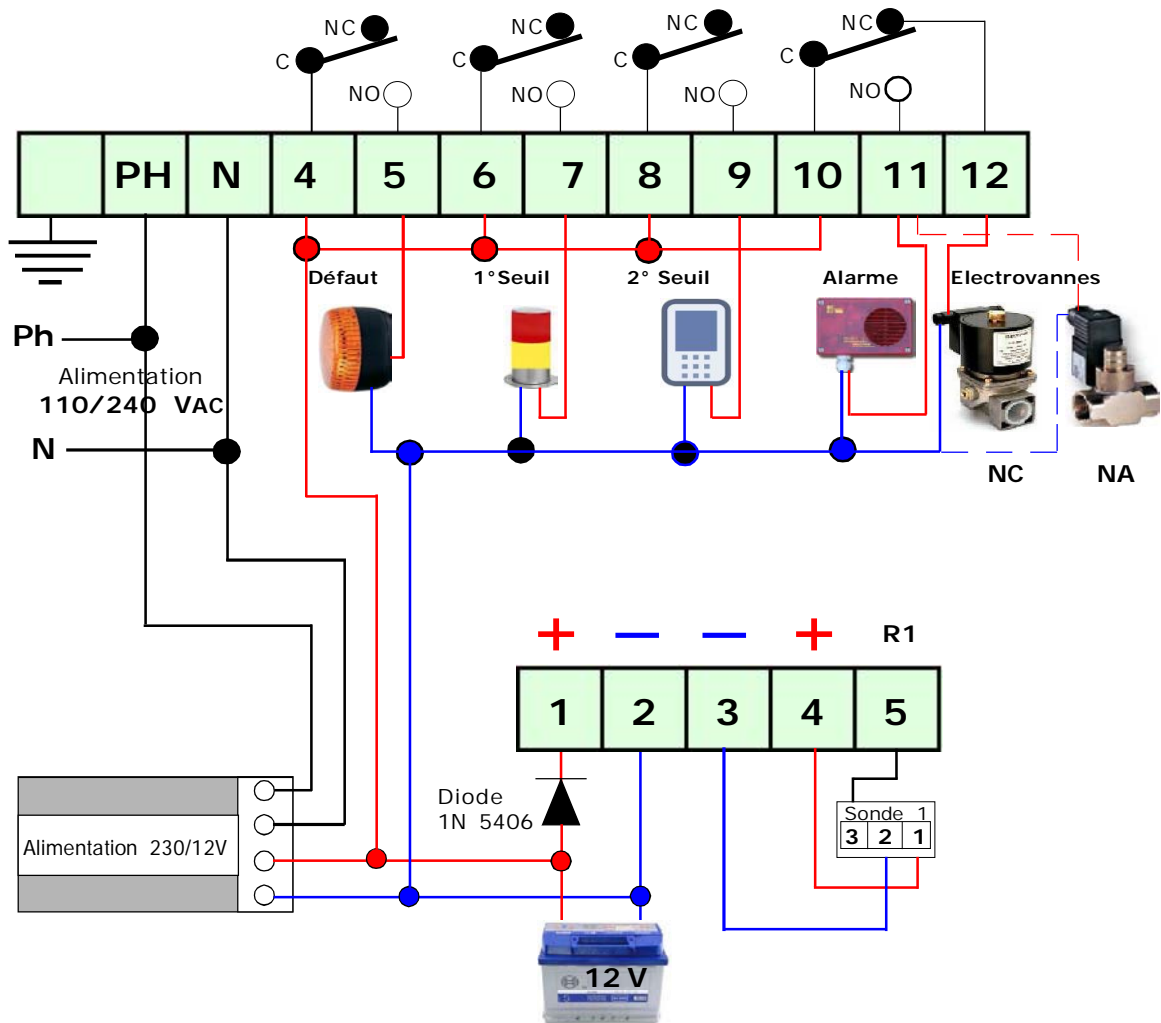 NC NC NC NC
C C C C
NO NO NO NO
PH N 4 5 6 7 8 9 10 11 12
Défaut 1°Seuil 2° Seuil Alarme Electrovannes
Ph
Alimentation
110/240 VAC
N
NC NA
+ — — + R1
1 2 3 4 5
Diode
1N 5406
Sonde 1
3 2 1
Alimentation 230/12V
12 V